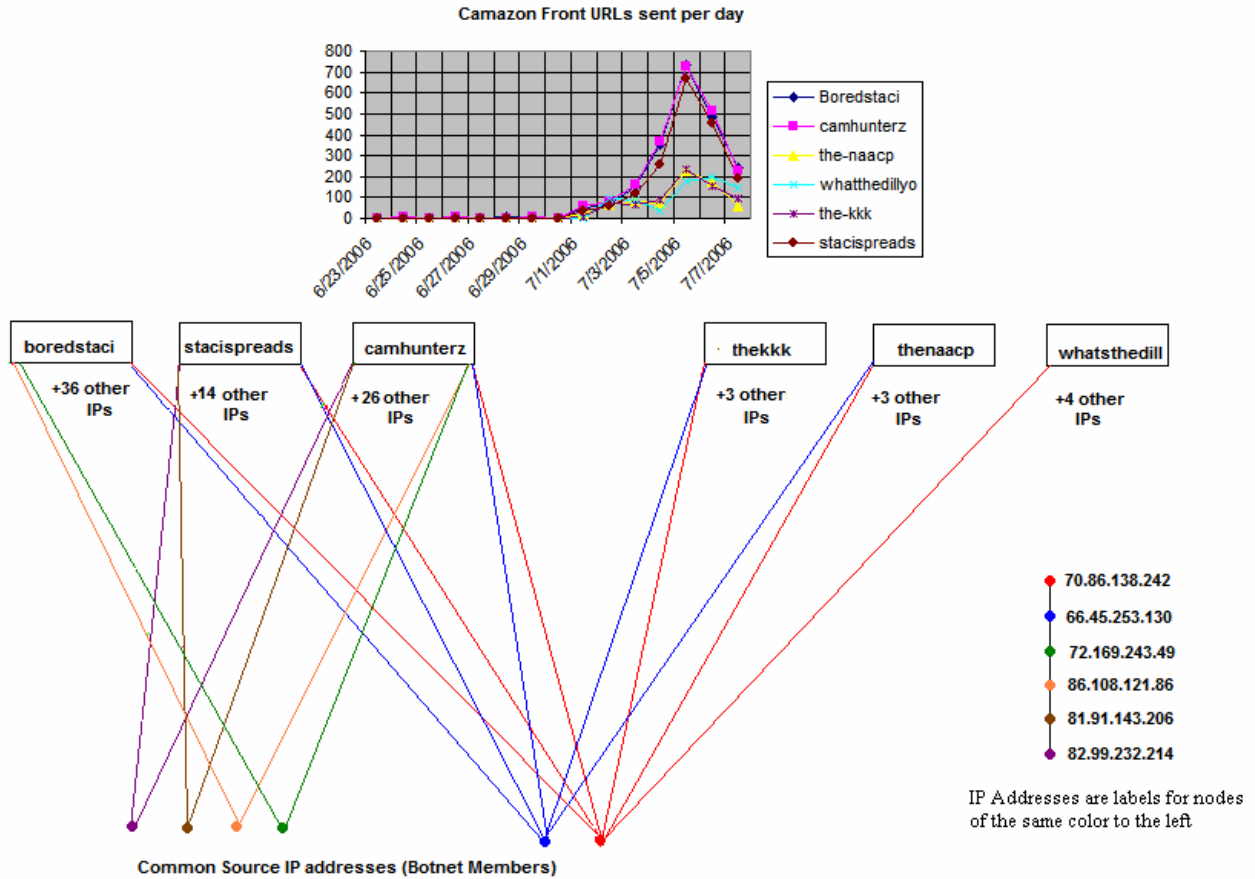 Camazon Front URLs sent per day
800
700
600
500
400
300
200
100
0
6/23/2006
6/25/2006
6/27/2006
6/29/2006
7/1/2006
7/3/2006
7/5/2006
7/7/2006
Boredstaci
camhunterz
the-naacp
whatthedillyo
the-kkk
stacispreads
boredstaci
stacispreads
camhunterz
thekkk
thenaacp
whatsthedill
+36 other
IPs
+14 other
IPs
+26 other
IPs
+3 other
IPs
+3 other
IPs
+4 other
IPs
70.86.138.242
66.45.253.130
72.169.243.49
86.108.121.86
81.91.143.206
82.99.232.214
IP Addresses are labels for nodes
of the same color to the left
Common Source IP addresses (Botnet Members)